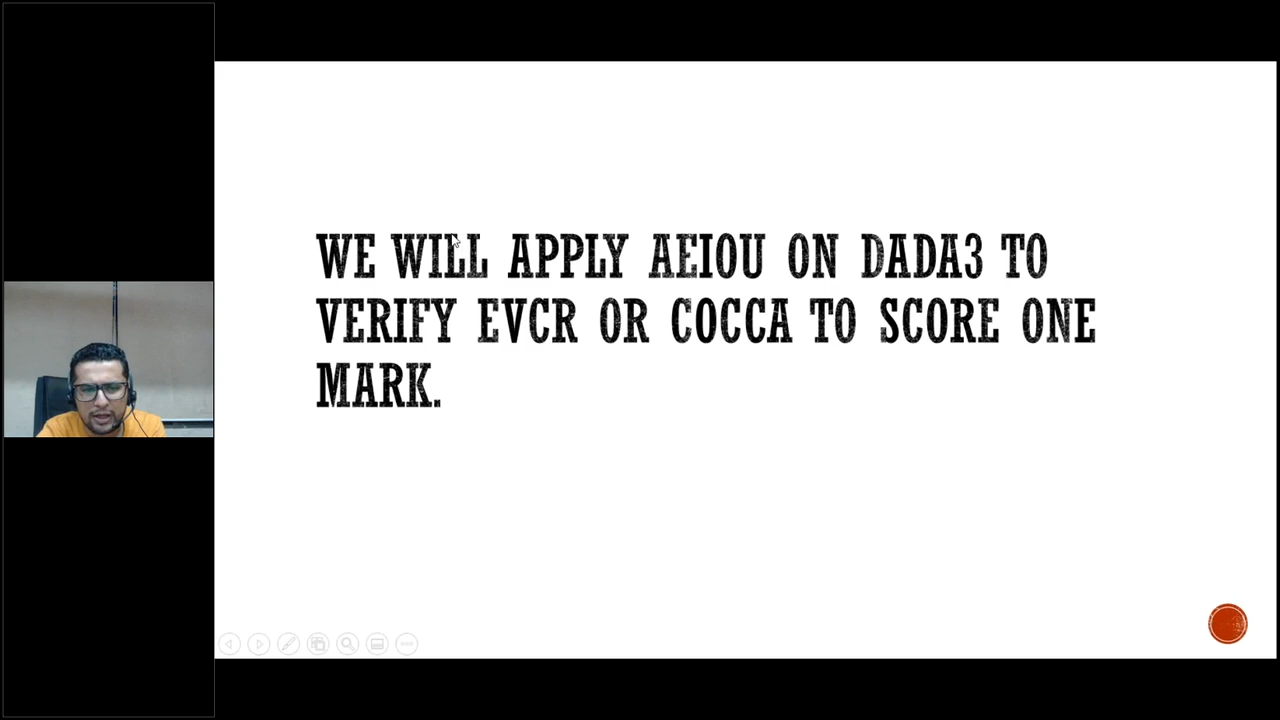 WE WILL APPLY AEIOU ON DADA3 TO
VERIFY EVCR OR COCCA TO SCORE ONE
MARK.